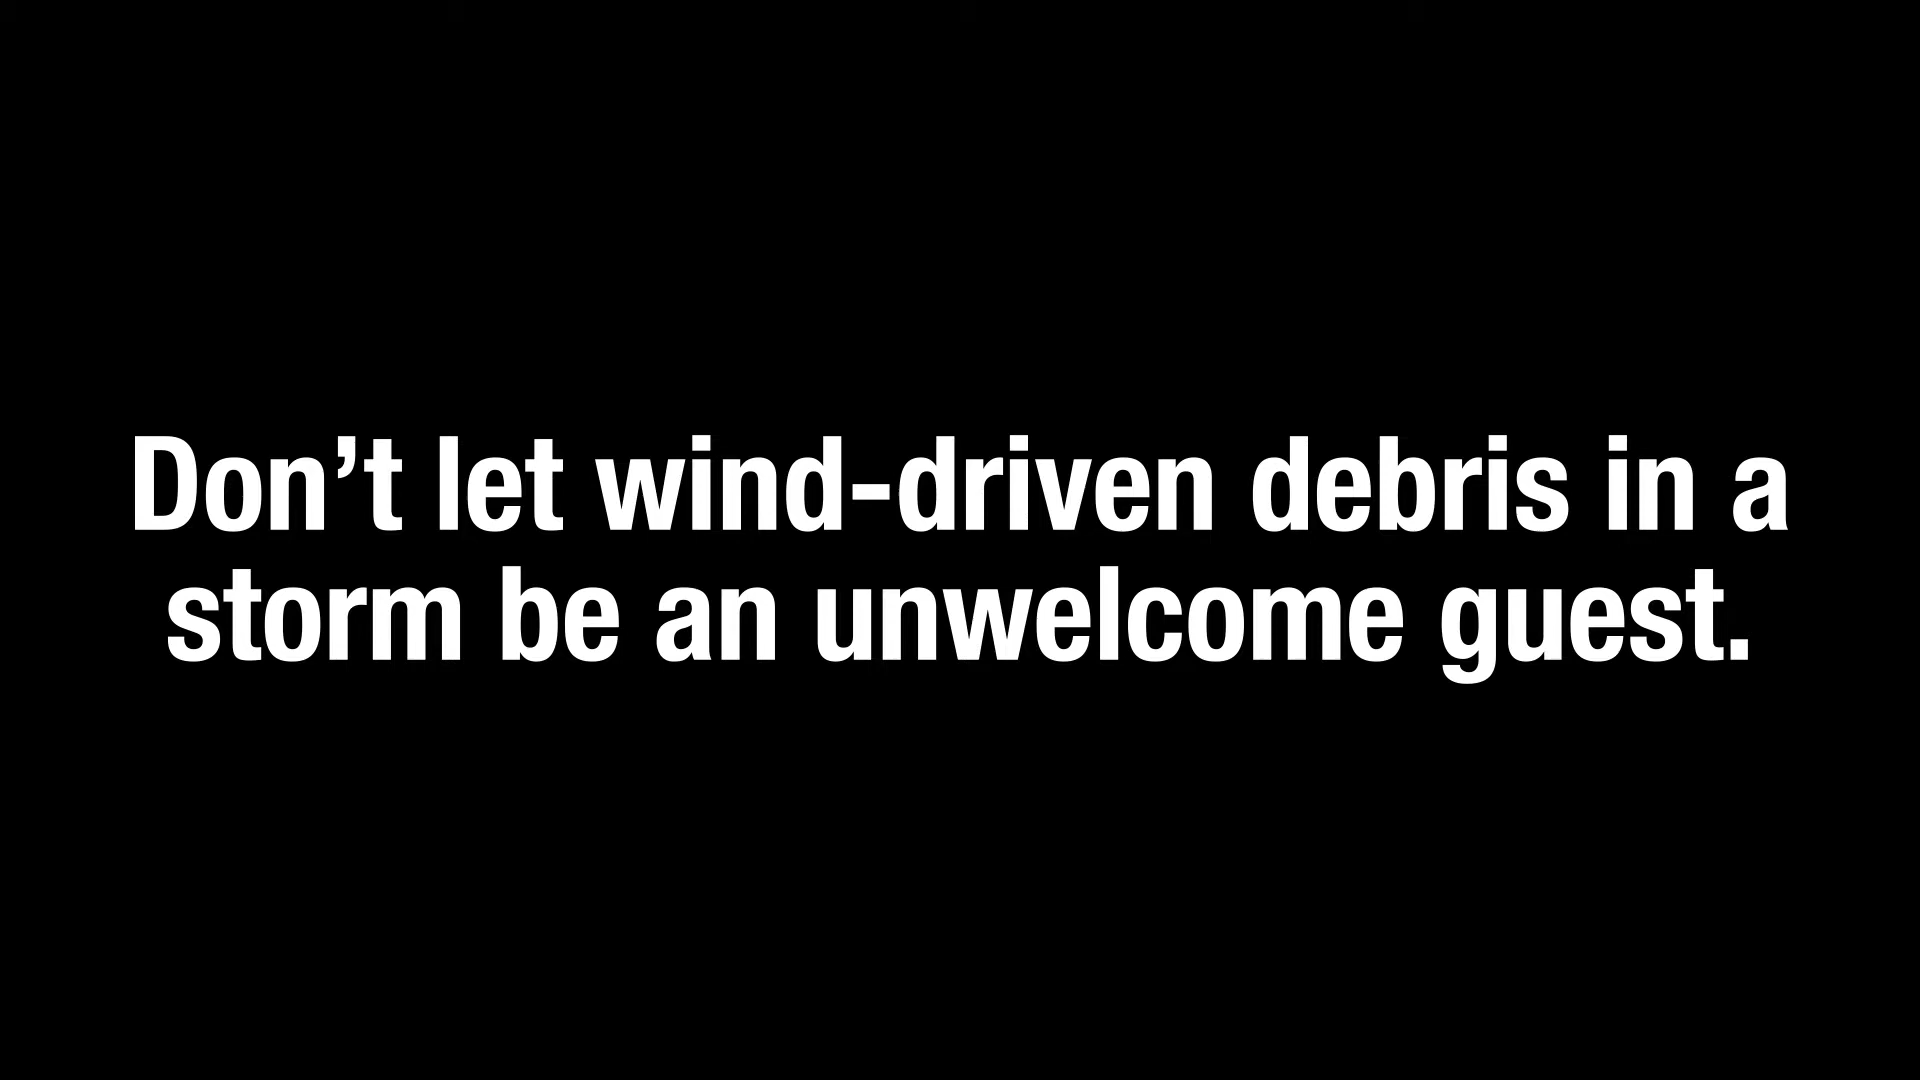 Don’t let wind-driven debris in a
storm be an unwelcome guest.